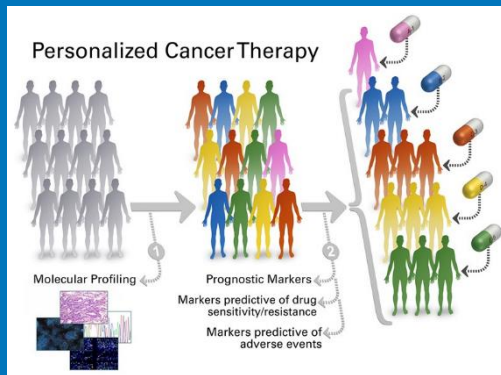 Personalized Cancer Therapy
1
2
Molecular Profiling
Prognostic Markers
Markers predictive of drug
sensitivity/resistance
Markers predictive of
adverse events